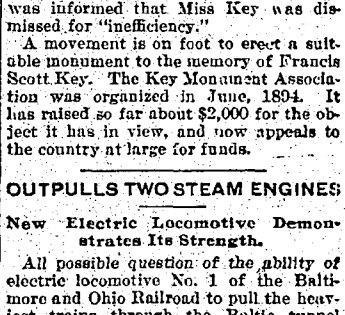 was informed that Miss Key was dis-
missed for "inefficiency."
A movement is on foot to erect a suit-
able monument to the memory of Francis
Scott Key. The Key Monument Associa-
tion was organized in June, 1894. It
has raised so far about $2,000 for the ob-
ject it has in view, and now appeals to
the country at large for funds.
OUTPULLS TWO STEAM ENGINES
New Electric Locomotive Demon-
strates Its Strength.
All possible question of the ability of
electric locomotive No. 1 of the Balti-
more and Ohio Railroad to pull the heav-
iest trains through the Baltic tunnel